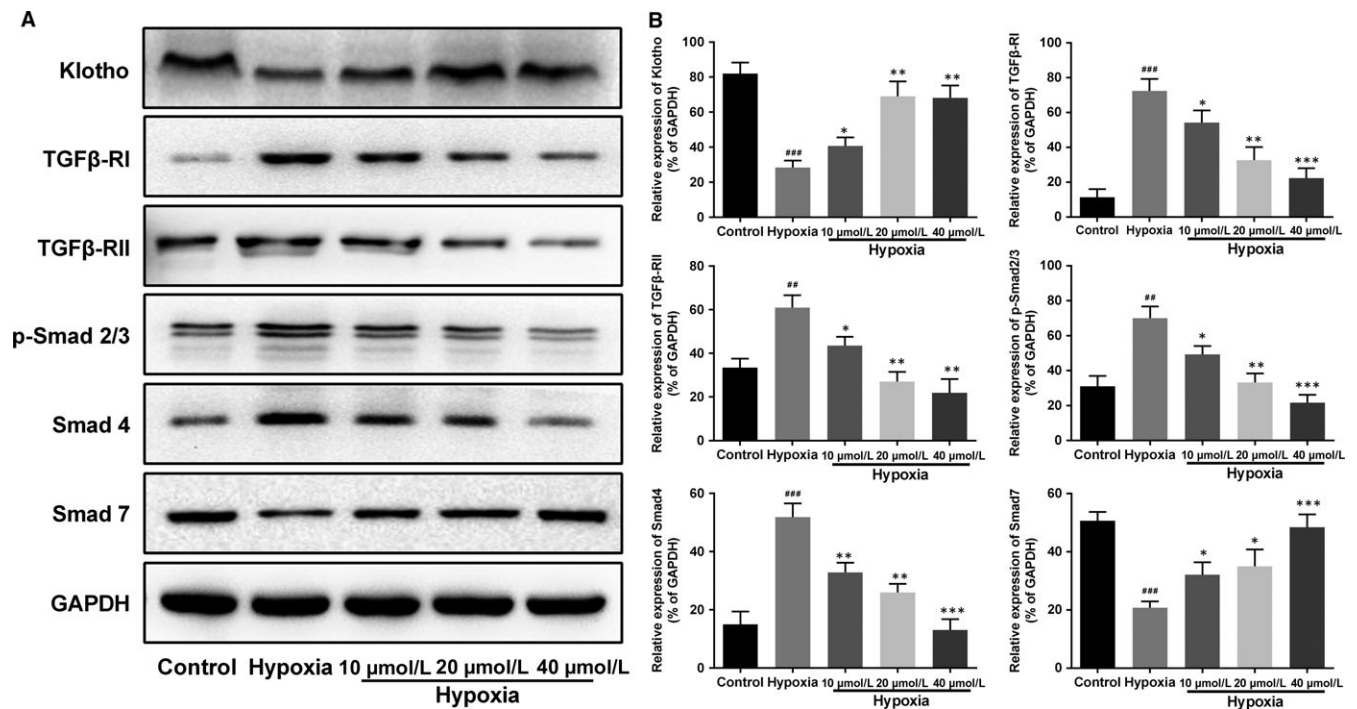 A
Klotho
TGFβ-RI
TGFβ-RII
p-Smad 2/3
Smad 4
Smad 7
GAPDH
Control Hypoxia 10 μmol/L 20 μmol/L 40 μmol/L
Hypoxia
B
Relative expression of Klotho
(% of GAPDH)
100
80
60
40
20
0
###
*
**
**
Control Hypoxia 10 μmol/L 20 μmol/L 40 μmol/L
Hypoxia
Relative expression of TGFβ-RI
(% of GAPDH)
100
80
60
40
20
0
###
*
**
***
Control Hypoxia 10 μmol/L 20 μmol/L 40 μmol/L
Hypoxia
Relative expression of TGFβ-RII
(% of GAPDH)
80
60
40
20
0
##
*
**
**
Control Hypoxia 10 μmol/L 20 μmol/L 40 μmol/L
Hypoxia
Relative expression of p-Smad2/3
(% of GAPDH)
100
80
60
40
20
0
##
*
**
***
Control Hypoxia 10 μmol/L 20 μmol/L 40 μmol/L
Hypoxia
Relative expression of Smad4
(% of GAPDH)
60
40
20
0
###
**
**
***
Control Hypoxia 10 μmol/L 20 μmol/L 40 μmol/L
Hypoxia
Relative expression of Smad7
(% of GAPDH)
60
40
20
0
###
*
*
***
Control Hypoxia 10 μmol/L 20 μmol/L 40 μmol/L
Hypoxia